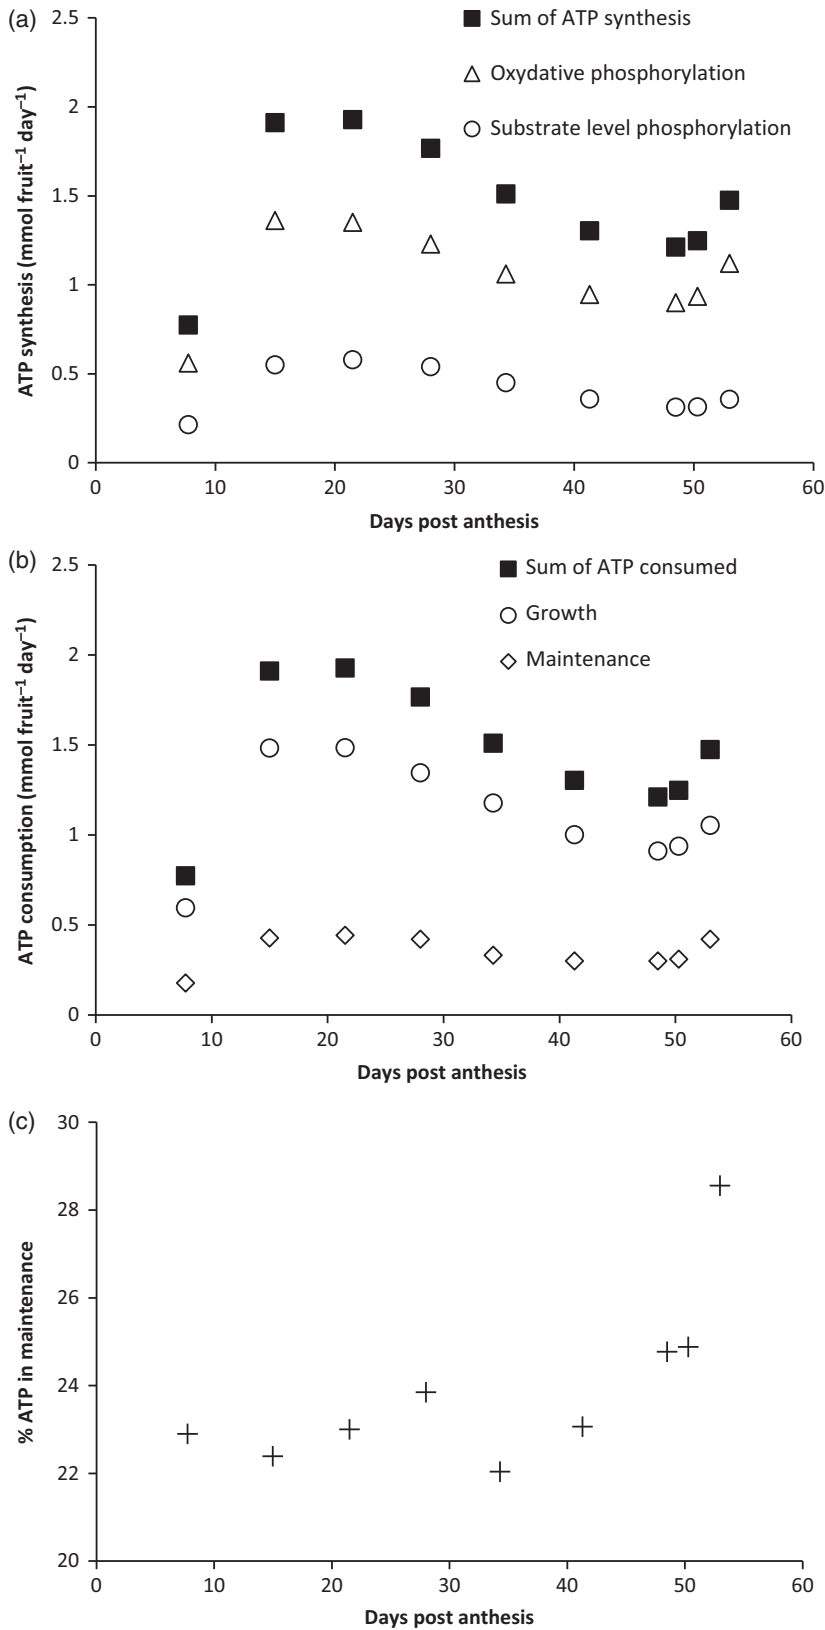 (a)
2.5
2
1.5
1
0.5
0
ATP synthesis (mmol fruit⁻¹ day⁻¹)
Sum of ATP synthesis
Oxydative phosphorylation
Substrate level phosphorylation
0 10 20 30 40 50 60
Days post anthesis
(b)
2.5
2
1.5
1
0.5
0
ATP consumption (mmol fruit⁻¹ day⁻¹)
Sum of ATP consumed
Growth
Maintenance
0 10 20 30 40 50 60
Days post anthesis
(c)
30
28
26
24
22
20
% ATP in maintenance
0 10 20 30 40 50 60
Days post anthesis